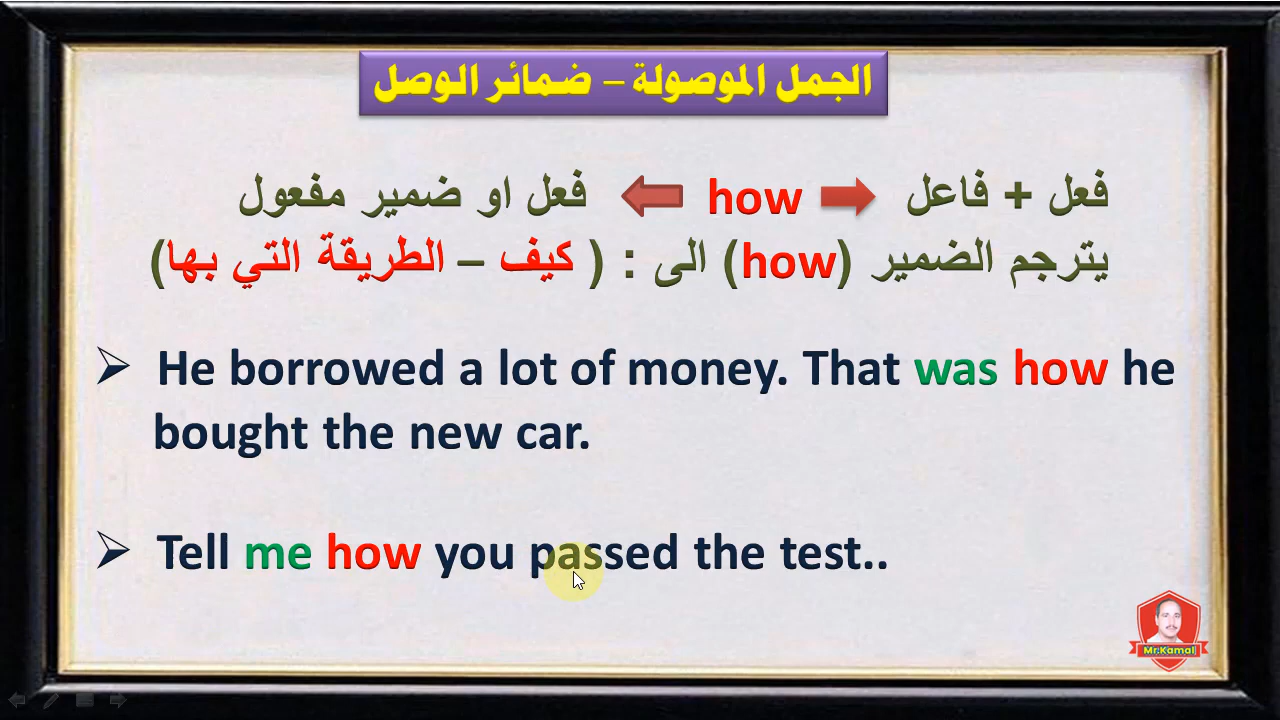 الجمل الموصولة – ضمائر الوصل
فعل + فاعل how فعل او ضمير مفعول
يترجم الضمير (how) الى : ( كيف – الطريقة التي بها)
He borrowed a lot of money. That was how he
bought the new car.
Tell me how you passed the test..
Mr.Kamal